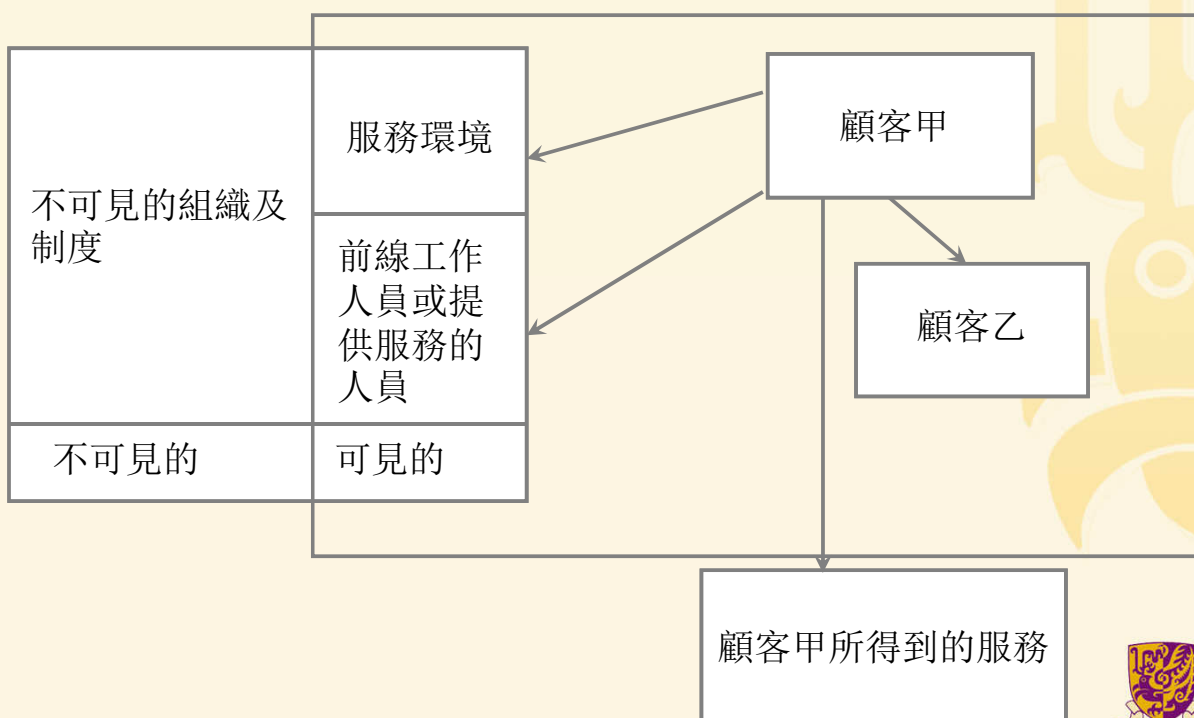 不可見的組織及
制度
服務環境
前線工作
人員或提
供服務的
人員
不可見的
可見的
顧客甲
顧客乙
顧客甲所得到的服務